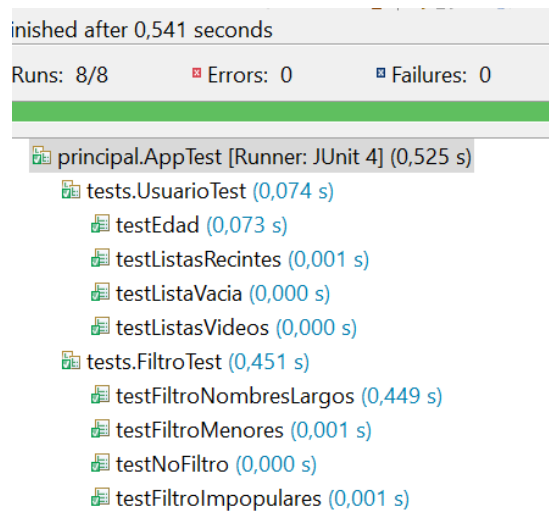 inished after 0,541 seconds
Runs: 8/8 Errors: 0 Failures: 0
principal.AppTest [Runner: JUnit 4] (0,525 s)
tests.UsuarioTest (0,074 s)
testEdad (0,073 s)
testListasRecintes (0,001 s)
testListaVacia (0,000 s)
testListasVideos (0,000 s)
tests.FiltroTest (0,451 s)
testFiltroNombresLargos (0,449 s)
testFiltroMenores (0,001 s)
testNoFiltro (0,000 s)
testFiltroImpopulares (0,001 s)